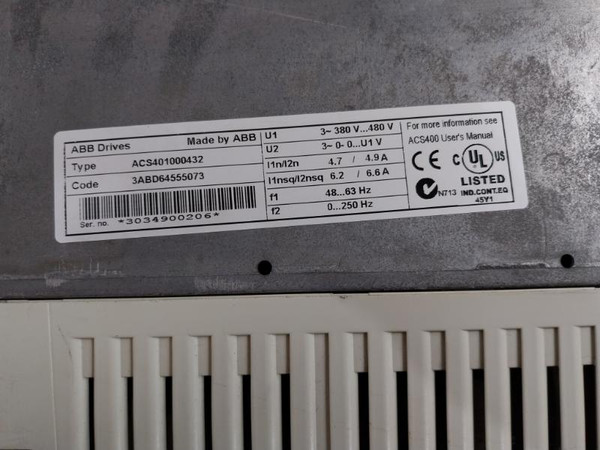 ABB Drives Made by ABB
Type ACS401000432
Code 3ABD64555073
Ser. no. *3034900206*
U1 3~ 380 V...480 V
U2 3~ 0- 0...U1 V
I1n/I2n 4.7 / 4.9 A
I1nsq/I2nsq 6.2 / 6.6 A
f1 48...63 Hz
f2 0...250 Hz
For more information see
ACS400 User's Manual
CE C UL US
LISTED
N713 IND.CONT.EQ
45Y1